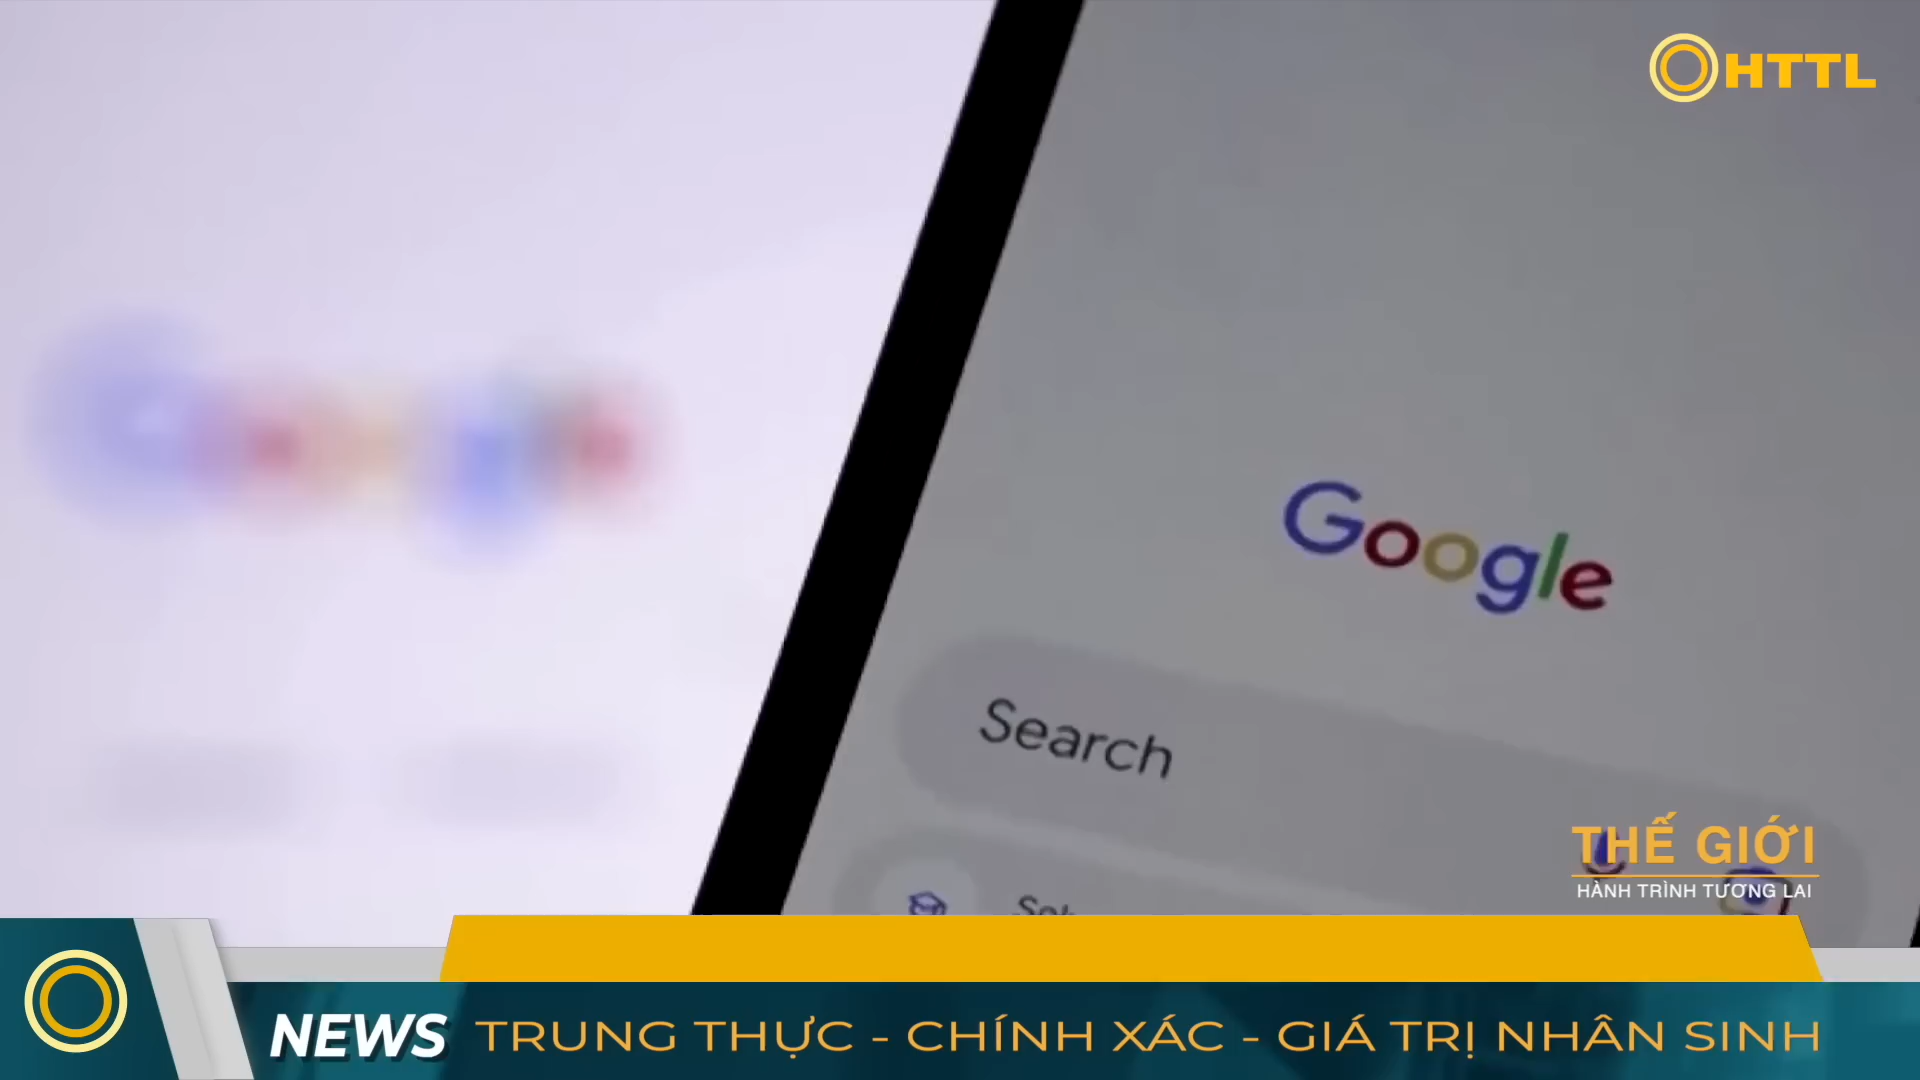 HTTL
Google
Search
THẾ GIỚI
HÀNH TRÌNH TƯƠNG LAI
NEWS
TRUNG THỰC - CHÍNH XÁC - GIÁ TRỊ NHÂN SINH